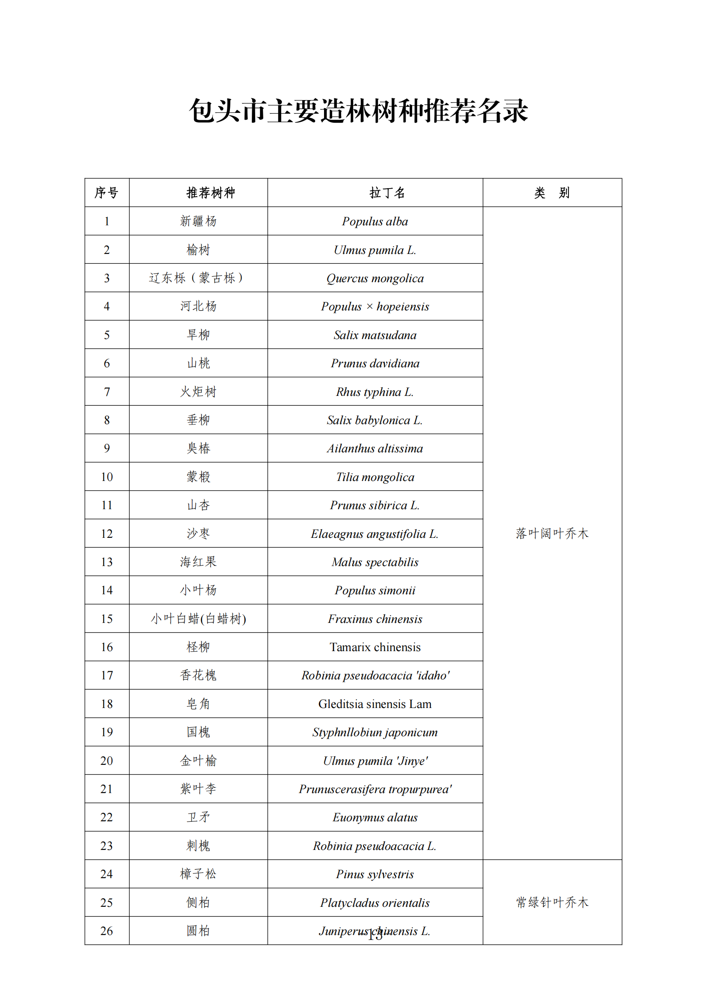 包头市主要造林树种推荐名录
序号 推荐树种 拉丁名 类 别
1 新疆杨 Populus alba
2 榆树 Ulmus pumila L.
3 辽东栎（蒙古栎） Quercus mongolica
4 河北杨 Populus × hopeiensis
5 旱柳 Salix matsudana
6 山桃 Prunus davidiana
7 火炬树 Rhus typhina L.
8 垂柳 Salix babylonica L.
9 臭椿 Ailanthus altissima
10 蒙椴 Tilia mongolica
11 山杏 Prunus sibirica L.
12 沙枣 Elaeagnus angustifolia L. 落叶阔叶乔木
13 海红果 Malus spectabilis
14 小叶杨 Populus simonii
15 小叶白蜡(白蜡树) Fraxinus chinensis
16 柽柳 Tamarix chinensis
17 香花槐 Robinia pseudoacacia 'idaho'
18 皂角 Gleditsia sinensis Lam
19 国槐 Styphnllobiun japonicum
20 金叶榆 Ulmus pumila 'Jinye'
21 紫叶李 Prunuscerasifera tropurpurea'
22 卫矛 Euonymus alatus
23 刺槐 Robinia pseudoacacia L.
24 樟子松 Pinus sylvestris
25 侧柏 Platycladus orientalis 常绿针叶乔木
26 圆柏 Juniperus chinensis L.
–13–